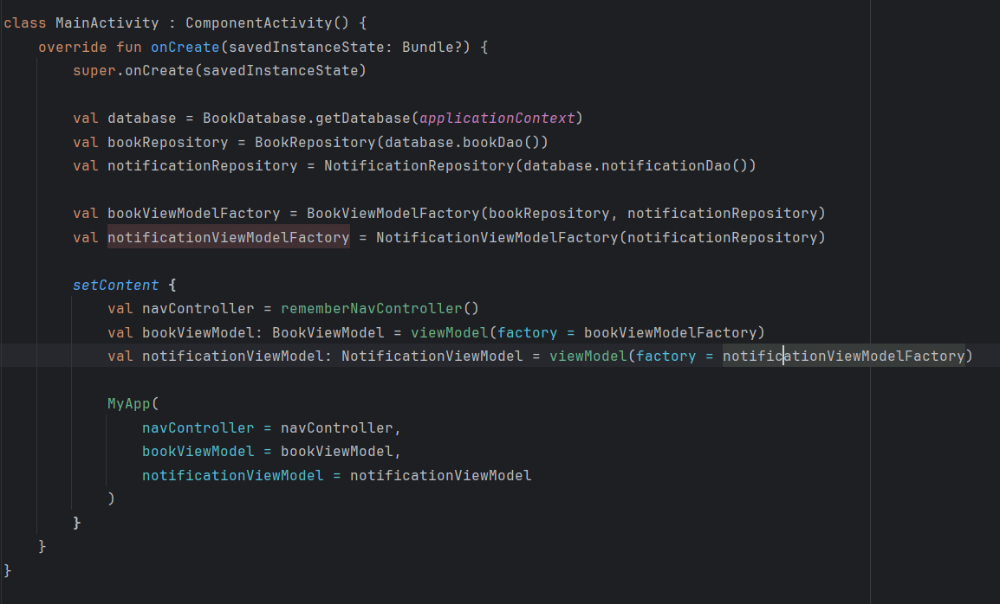 class MainActivity : ComponentActivity() {
    override fun onCreate(savedInstanceState: Bundle?) {
        super.onCreate(savedInstanceState)

        val database = BookDatabase.getDatabase(applicationContext)
        val bookRepository = BookRepository(database.bookDao())
        val notificationRepository = NotificationRepository(database.notificationDao())

        val bookViewModelFactory = BookViewModelFactory(bookRepository, notificationRepository)
        val notificationViewModelFactory = NotificationViewModelFactory(notificationRepository)

        setContent {
            val navController = rememberNavController()
            val bookViewModel: BookViewModel = viewModel(factory = bookViewModelFactory)
            val notificationViewModel: NotificationViewModel = viewModel(factory = notificationViewModelFactory)

            MyApp(
                navController = navController,
                bookViewModel = bookViewModel,
                notificationViewModel = notificationViewModel
            )
        }
    }
}